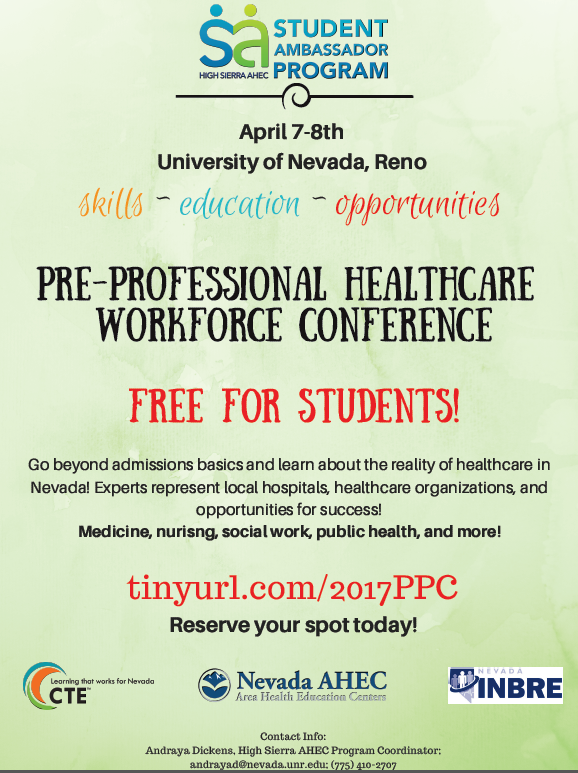 sa STUDENT
AMBASSADOR
HIGH SIERRA AHEC PROGRAM
April 7-8th
University of Nevada, Reno
skills ~ education ~ opportunities
PRE-PROFESSIONAL HEALTHCARE
WORKFORCE CONFERENCE
FREE FOR STUDENTS!
Go beyond admissions basics and learn about the reality of healthcare in
Nevada! Experts represent local hospitals, healthcare organizations, and
opportunities for success!
Medicine, nurisng, social work, public health, and more!
tinyurl.com/2017PPC
Reserve your spot today!
Learning that works for Nevada
CTE™
Nevada AHEC
Area Health Education Centers
NEVADA
INBRE
Contact Info:
Andraya Dickens, High Sierra AHEC Program Coordinator;
andrayad@nevada.unr.edu; (775) 410-2707